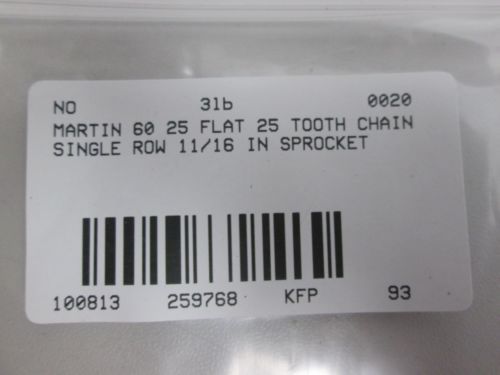 NO 31b 0020
MARTIN 60 25 FLAT 25 TOOTH CHAIN
SINGLE ROW 11/16 IN SPROCKET
100813 259768 KFP 93